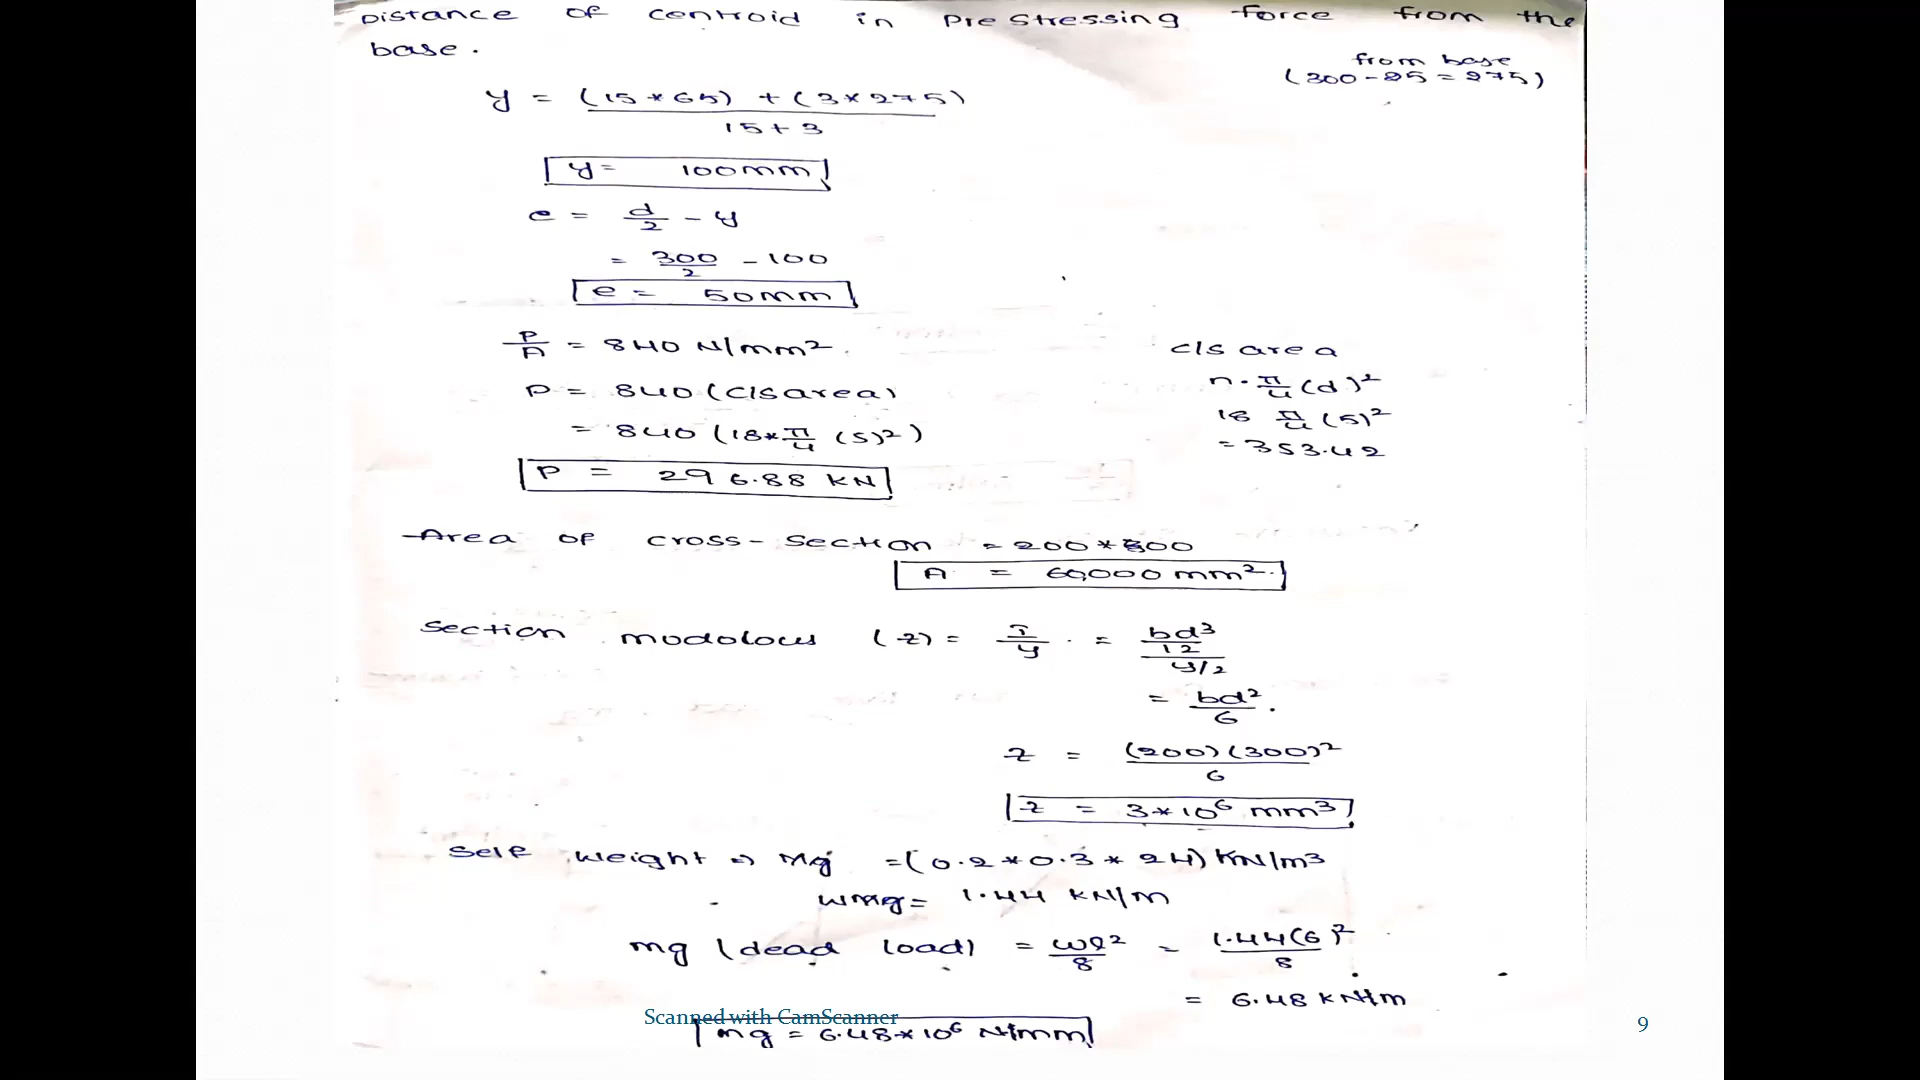 Distance of centroid in prestressing force from the
base.
from base
(300 - 25 = 275)
y = (15*65) + (3*275)
15+3
y = 100mm
e = d/2 - y
= 300/2 - 100
e = 50mm
P/A = 840 N/mm²
c/s area
P = 840 (c/s area)
n . π/4 (d)²
= 840 (18*π/4 (5)²)
18 π/4 (5)²
= 353.42
P = 296.88 KN
Area of cross-section = 200*300
A = 60,000 mm²
section modolous (z) = I/y = bd³/12 / y/2
= bd²/6.
z = (200)(300)²/6
z = 3*10⁶ mm³
Self weight => Mg = (0.2*0.3*24) KN/m³
= 1.44 KN/m
mg (dead load) = wl²/8 = 1.44(6)²/8
= 6.48 KN/m
Scanned with CamScanner
mg = 6.48*10⁶ N/mm
9